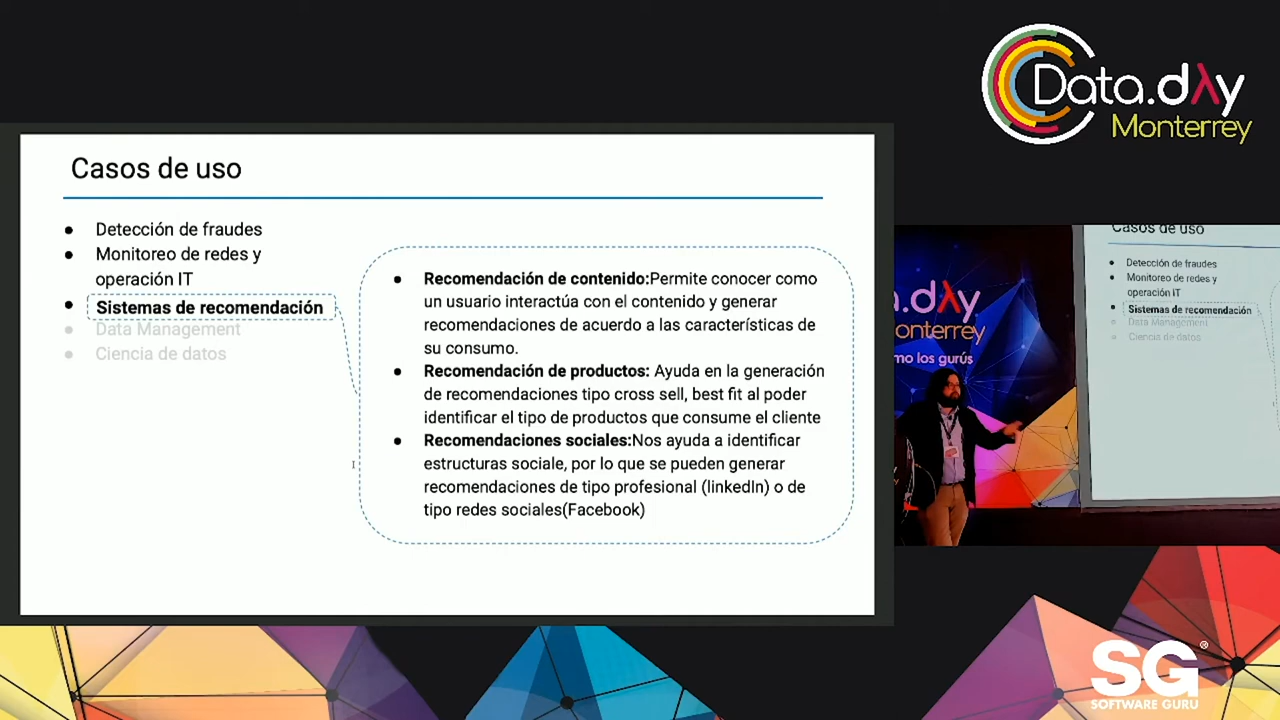 Data.dλy
Monterrey
Casos de uso
● Detección de fraudes
● Monitoreo de redes y
operación IT
● Sistemas de recomendación
● Data Management
● Ciencia de datos
● Recomendación de contenido:Permite conocer como
un usuario interactúa con el contenido y generar
recomendaciones de acuerdo a las características de
su consumo.
● Recomendación de productos: Ayuda en la generación
de recomendaciones tipo cross sell, best fit al poder
identificar el tipo de productos que consume el cliente
● Recomendaciones sociales:Nos ayuda a identificar
estructuras sociale, por lo que se pueden generar
recomendaciones de tipo profesional (linkedIn) o de
tipo redes sociales(Facebook)
a.dλy
onterrey
mo los gurús
Casos de uso
Detección de fraudes
Monitoreo de redes y
operación IT
Sistemas de recomendación
Data Management
Ciencia de datos
SG®
SOFTWARE GURU